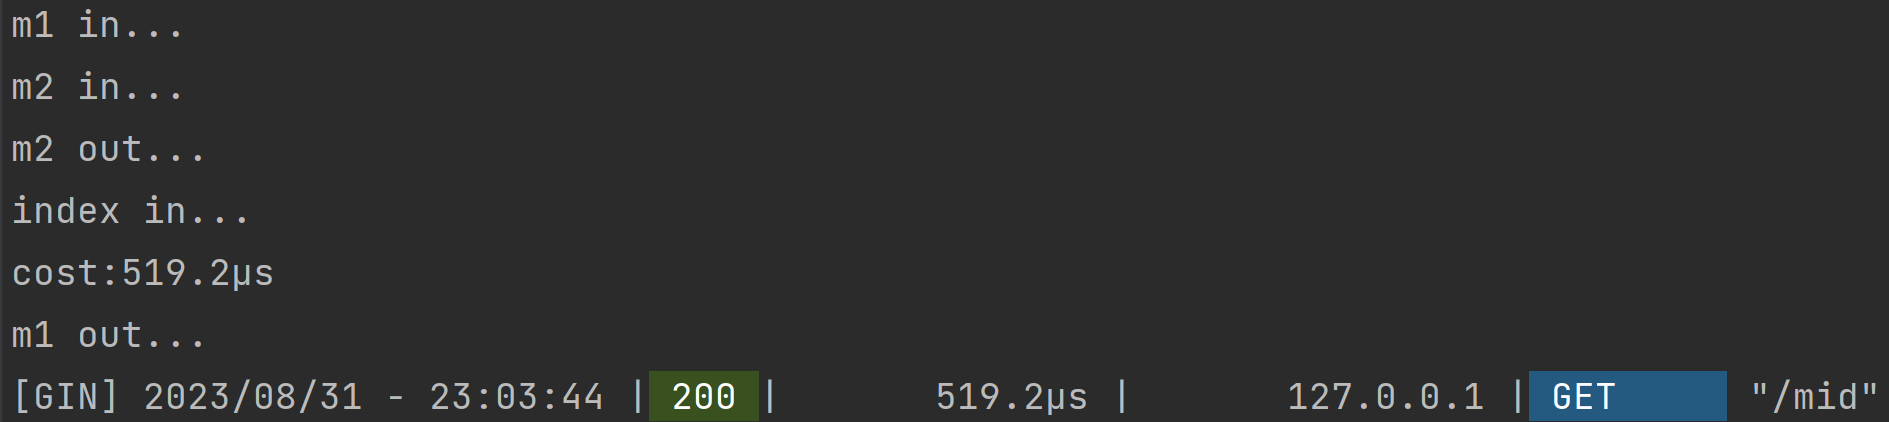 m1 in...
m2 in...
m2 out...
index in...
cost:519.2µs
m1 out...
[GIN] 2023/08/31 - 23:03:44 | 200 |       519.2µs |       127.0.0.1 | GET      "/mid"